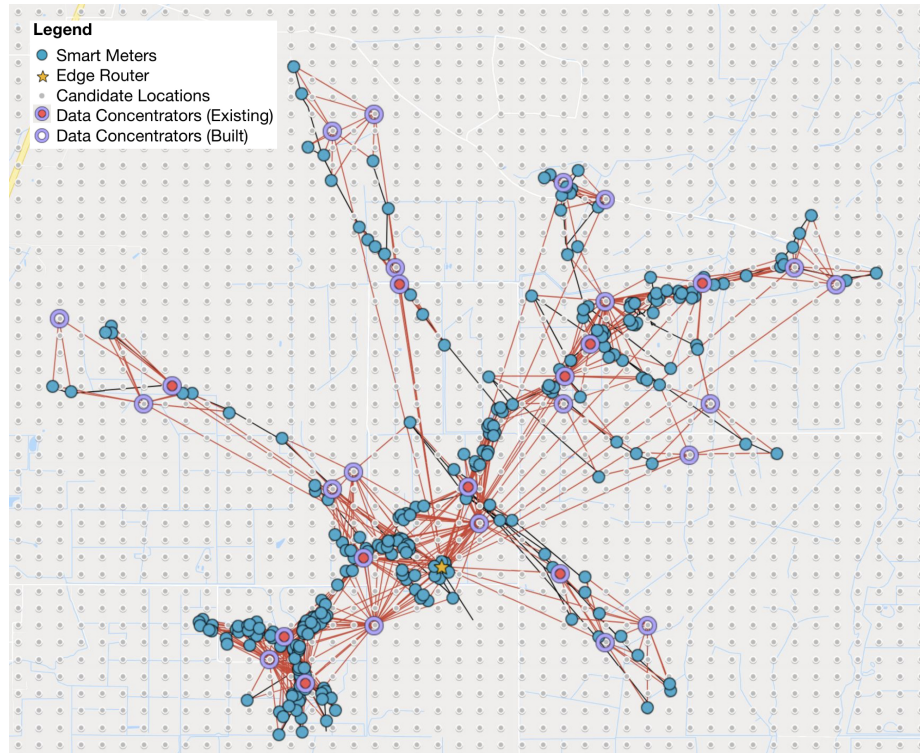 Legend
Smart Meters
Edge Router
Candidate Locations
Data Concentrators (Existing)
Data Concentrators (Built)